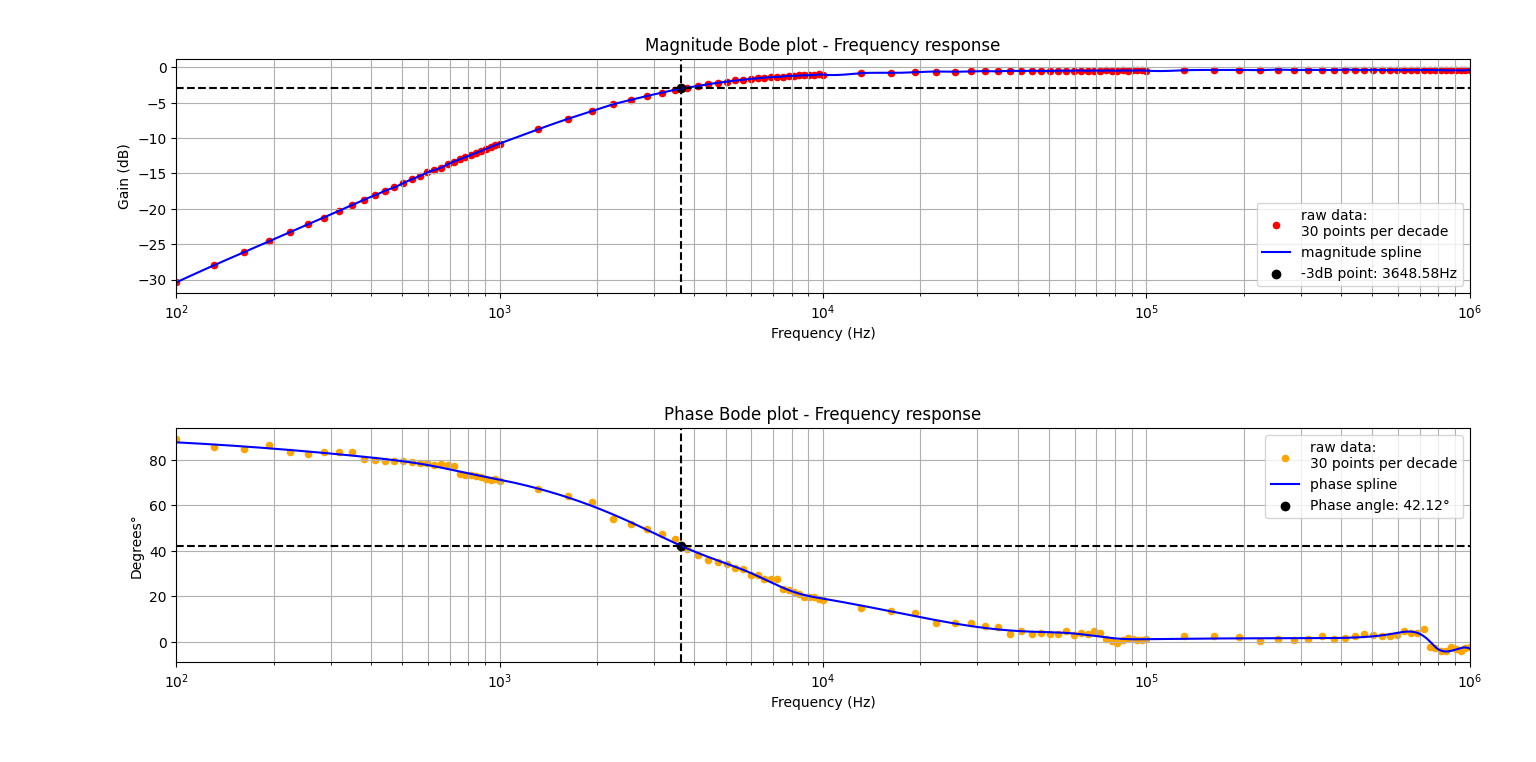 Magnitude Bode plot - Frequency response
Gain (dB)
0
−5
−10
−15
−20
−25
−30
raw data:
30 points per decade
magnitude spline
-3dB point: 3648.58Hz
10²
10³
10⁴
10⁵
10⁶
Frequency (Hz)
Phase Bode plot - Frequency response
Degrees°
80
60
40
20
0
raw data:
30 points per decade
phase spline
Phase angle: 42.12°
10²
10³
10⁴
10⁵
10⁶
Frequency (Hz)